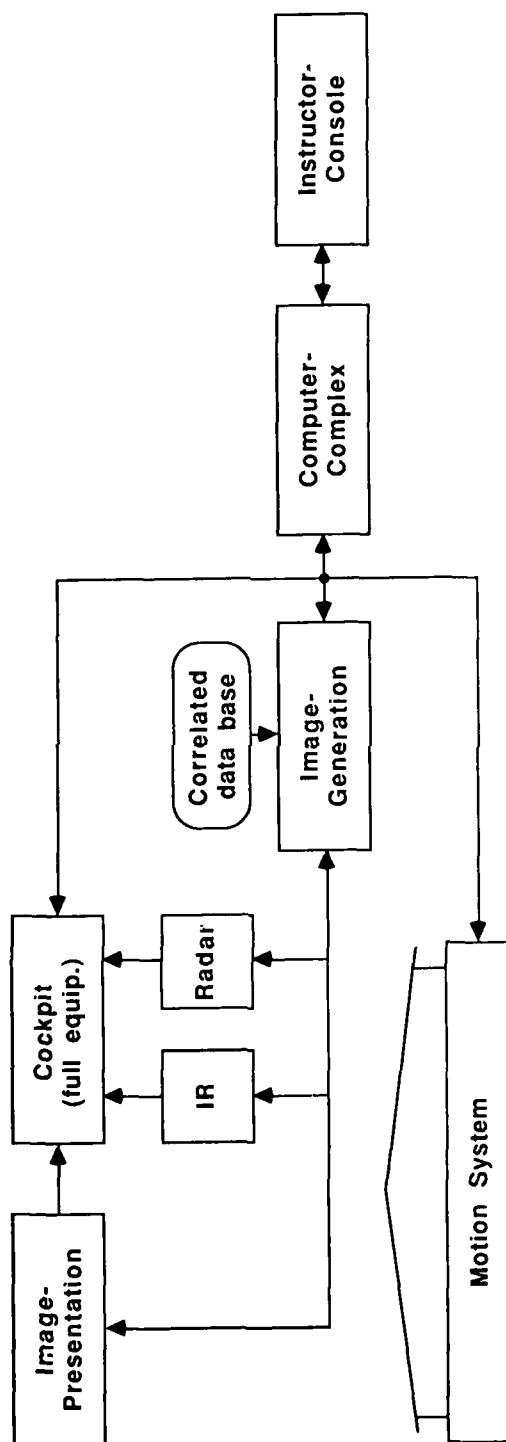 Image-
Presentation
Cockpit
(full equip.)
IR
Radar
Correlated
data base
Image-
Generation
Computer-
Complex
Instructor-
Console
Motion System